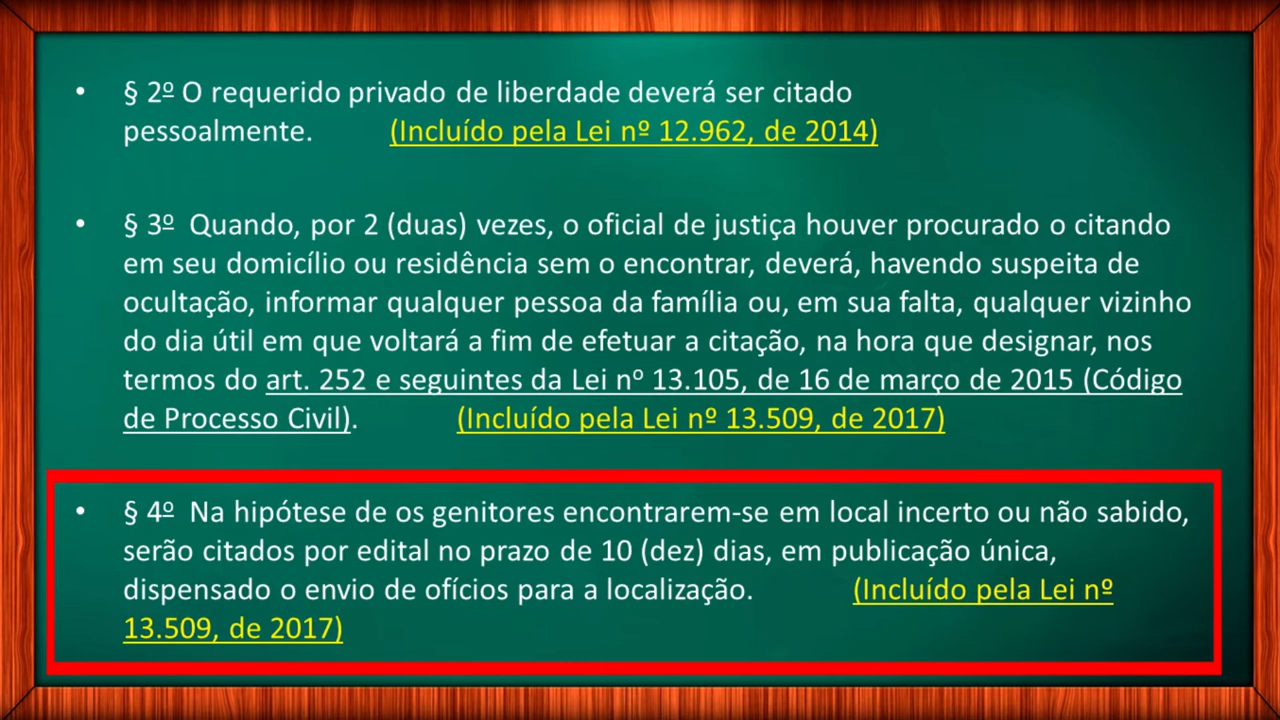 • § 2º O requerido privado de liberdade deverá ser citado
pessoalmente. (Incluído pela Lei nº 12.962, de 2014)
• § 3º Quando, por 2 (duas) vezes, o oficial de justiça houver procurado o citando
em seu domicílio ou residência sem o encontrar, deverá, havendo suspeita de
ocultação, informar qualquer pessoa da família ou, em sua falta, qualquer vizinho
do dia útil em que voltará a fim de efetuar a citação, na hora que designar, nos
termos do art. 252 e seguintes da Lei nº 13.105, de 16 de março de 2015 (Código
de Processo Civil). (Incluído pela Lei nº 13.509, de 2017)
• § 4º Na hipótese de os genitores encontrarem-se em local incerto ou não sabido,
serão citados por edital no prazo de 10 (dez) dias, em publicação única,
dispensado o envio de ofícios para a localização. (Incluído pela Lei nº
13.509, de 2017)